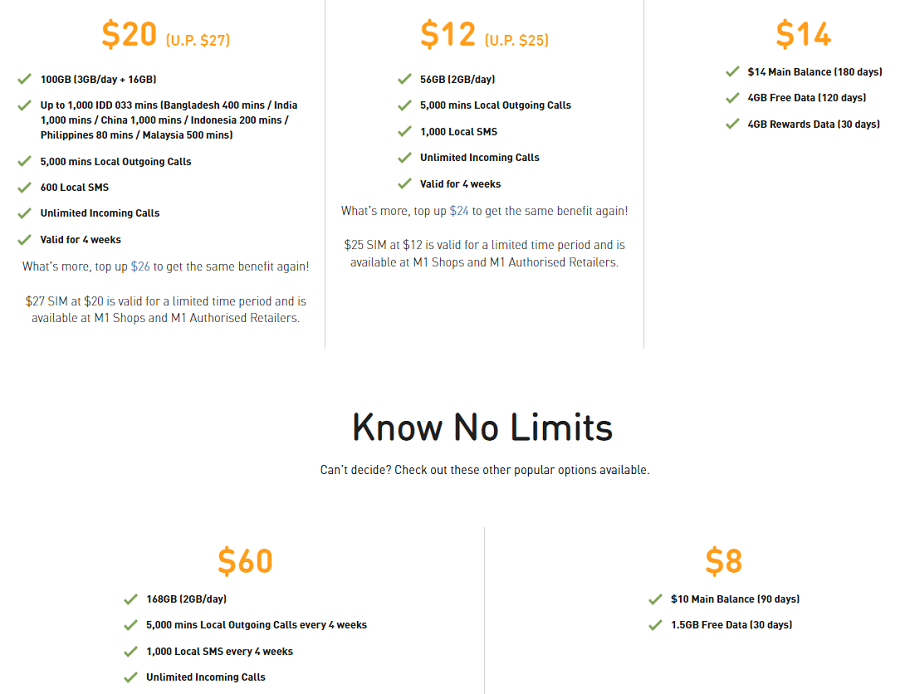 $20 (U.P. $27)
100GB (3GB/day + 16GB)
Up to 1,000 IDD 033 mins (Bangladesh 400 mins / India
1,000 mins / China 1,000 mins / Indonesia 200 mins /
Philippines 80 mins / Malaysia 500 mins)
5,000 mins Local Outgoing Calls
600 Local SMS
Unlimited Incoming Calls
Valid for 4 weeks
What's more, top up $26 to get the same benefit again!
$27 SIM at $20 is valid for a limited time period and is
available at M1 Shops and M1 Authorised Retailers.
$12 (U.P. $25)
56GB (2GB/day)
5,000 mins Local Outgoing Calls
1,000 Local SMS
Unlimited Incoming Calls
Valid for 4 weeks
What's more, top up $24 to get the same benefit again!
$25 SIM at $12 is valid for a limited time period and is
available at M1 Shops and M1 Authorised Retailers.
$14
$14 Main Balance (180 days)
4GB Free Data (120 days)
4GB Rewards Data (30 days)
Know No Limits
Can't decide? Check out these other popular options available.
$60
168GB (2GB/day)
5,000 mins Local Outgoing Calls every 4 weeks
1,000 Local SMS every 4 weeks
Unlimited Incoming Calls
$8
$10 Main Balance (90 days)
1.5GB Free Data (30 days)